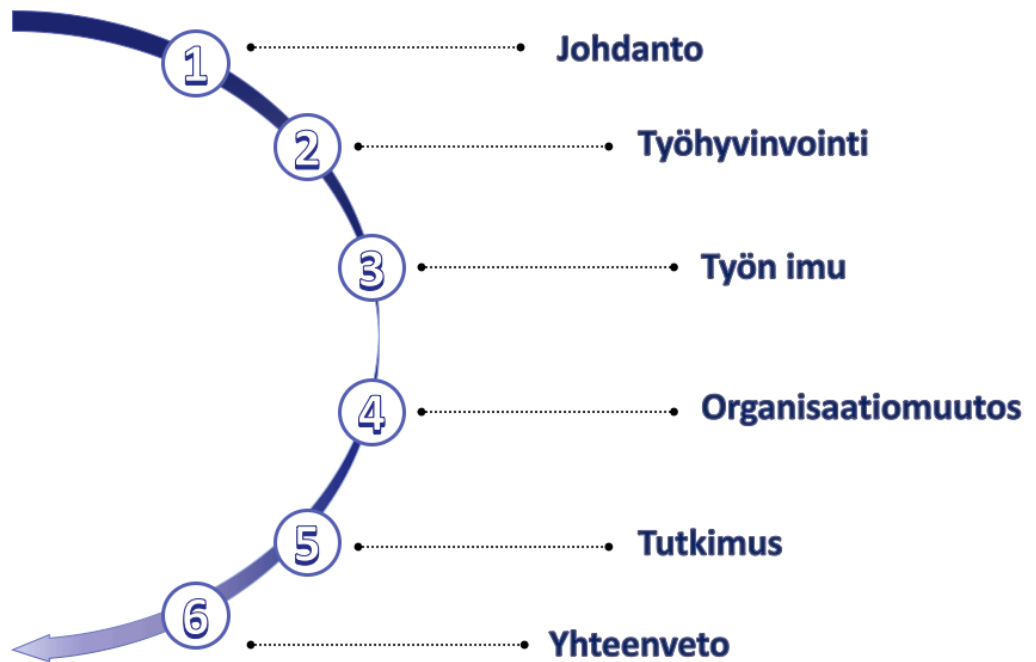 1 Johdanto
2 Työhyvinvointi
3 Työn imu
4 Organisaatiomuutos
5 Tutkimus
6 Yhteenveto